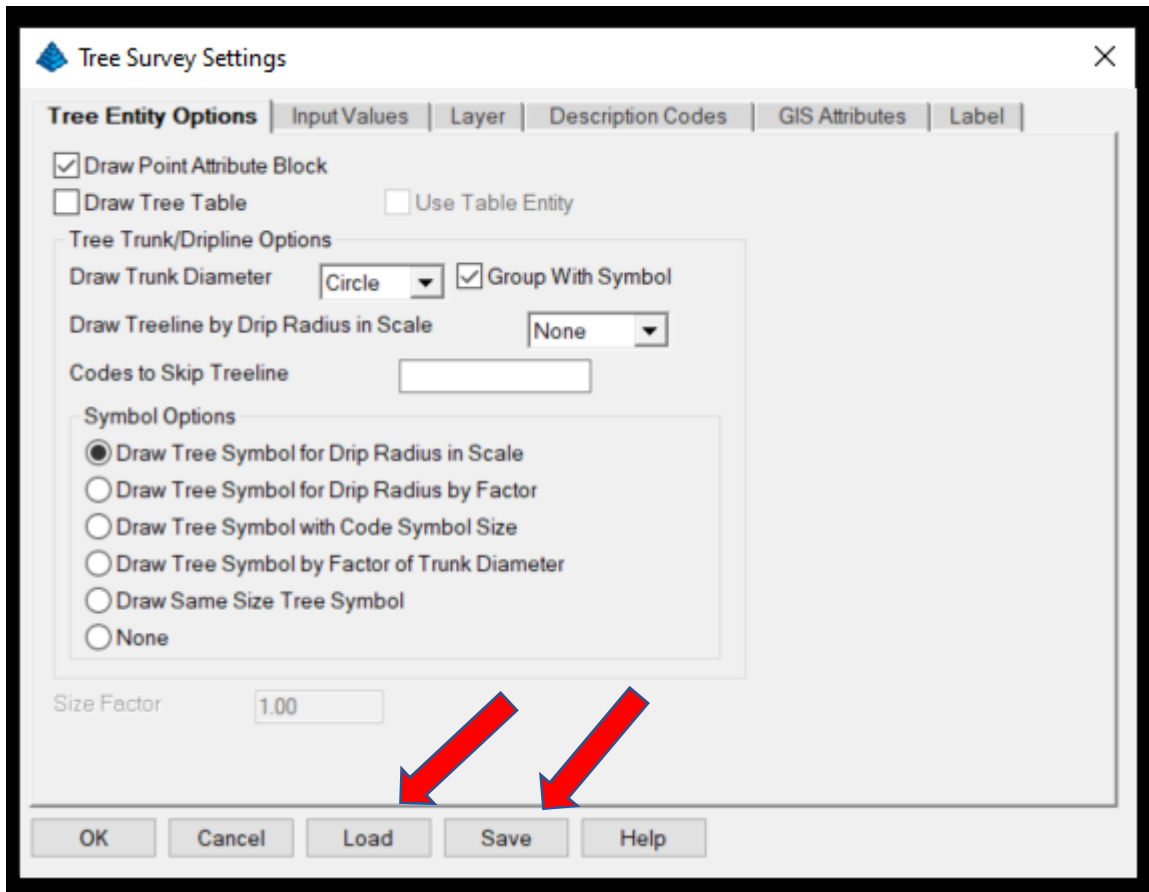 Tree Survey Settings
Tree Entity Options Input Values Layer Description Codes GIS Attributes Label
Draw Point Attribute Block
Draw Tree Table Use Table Entity
Tree Trunk/Dripline Options
Draw Trunk Diameter Circle Group With Symbol
Draw Treeline by Drip Radius in Scale None
Codes to Skip Treeline
Symbol Options
Draw Tree Symbol for Drip Radius in Scale
Draw Tree Symbol for Drip Radius by Factor
Draw Tree Symbol with Code Symbol Size
Draw Tree Symbol by Factor of Trunk Diameter
Draw Same Size Tree Symbol
None
Size Factor 1.00
OK Cancel Load Save Help